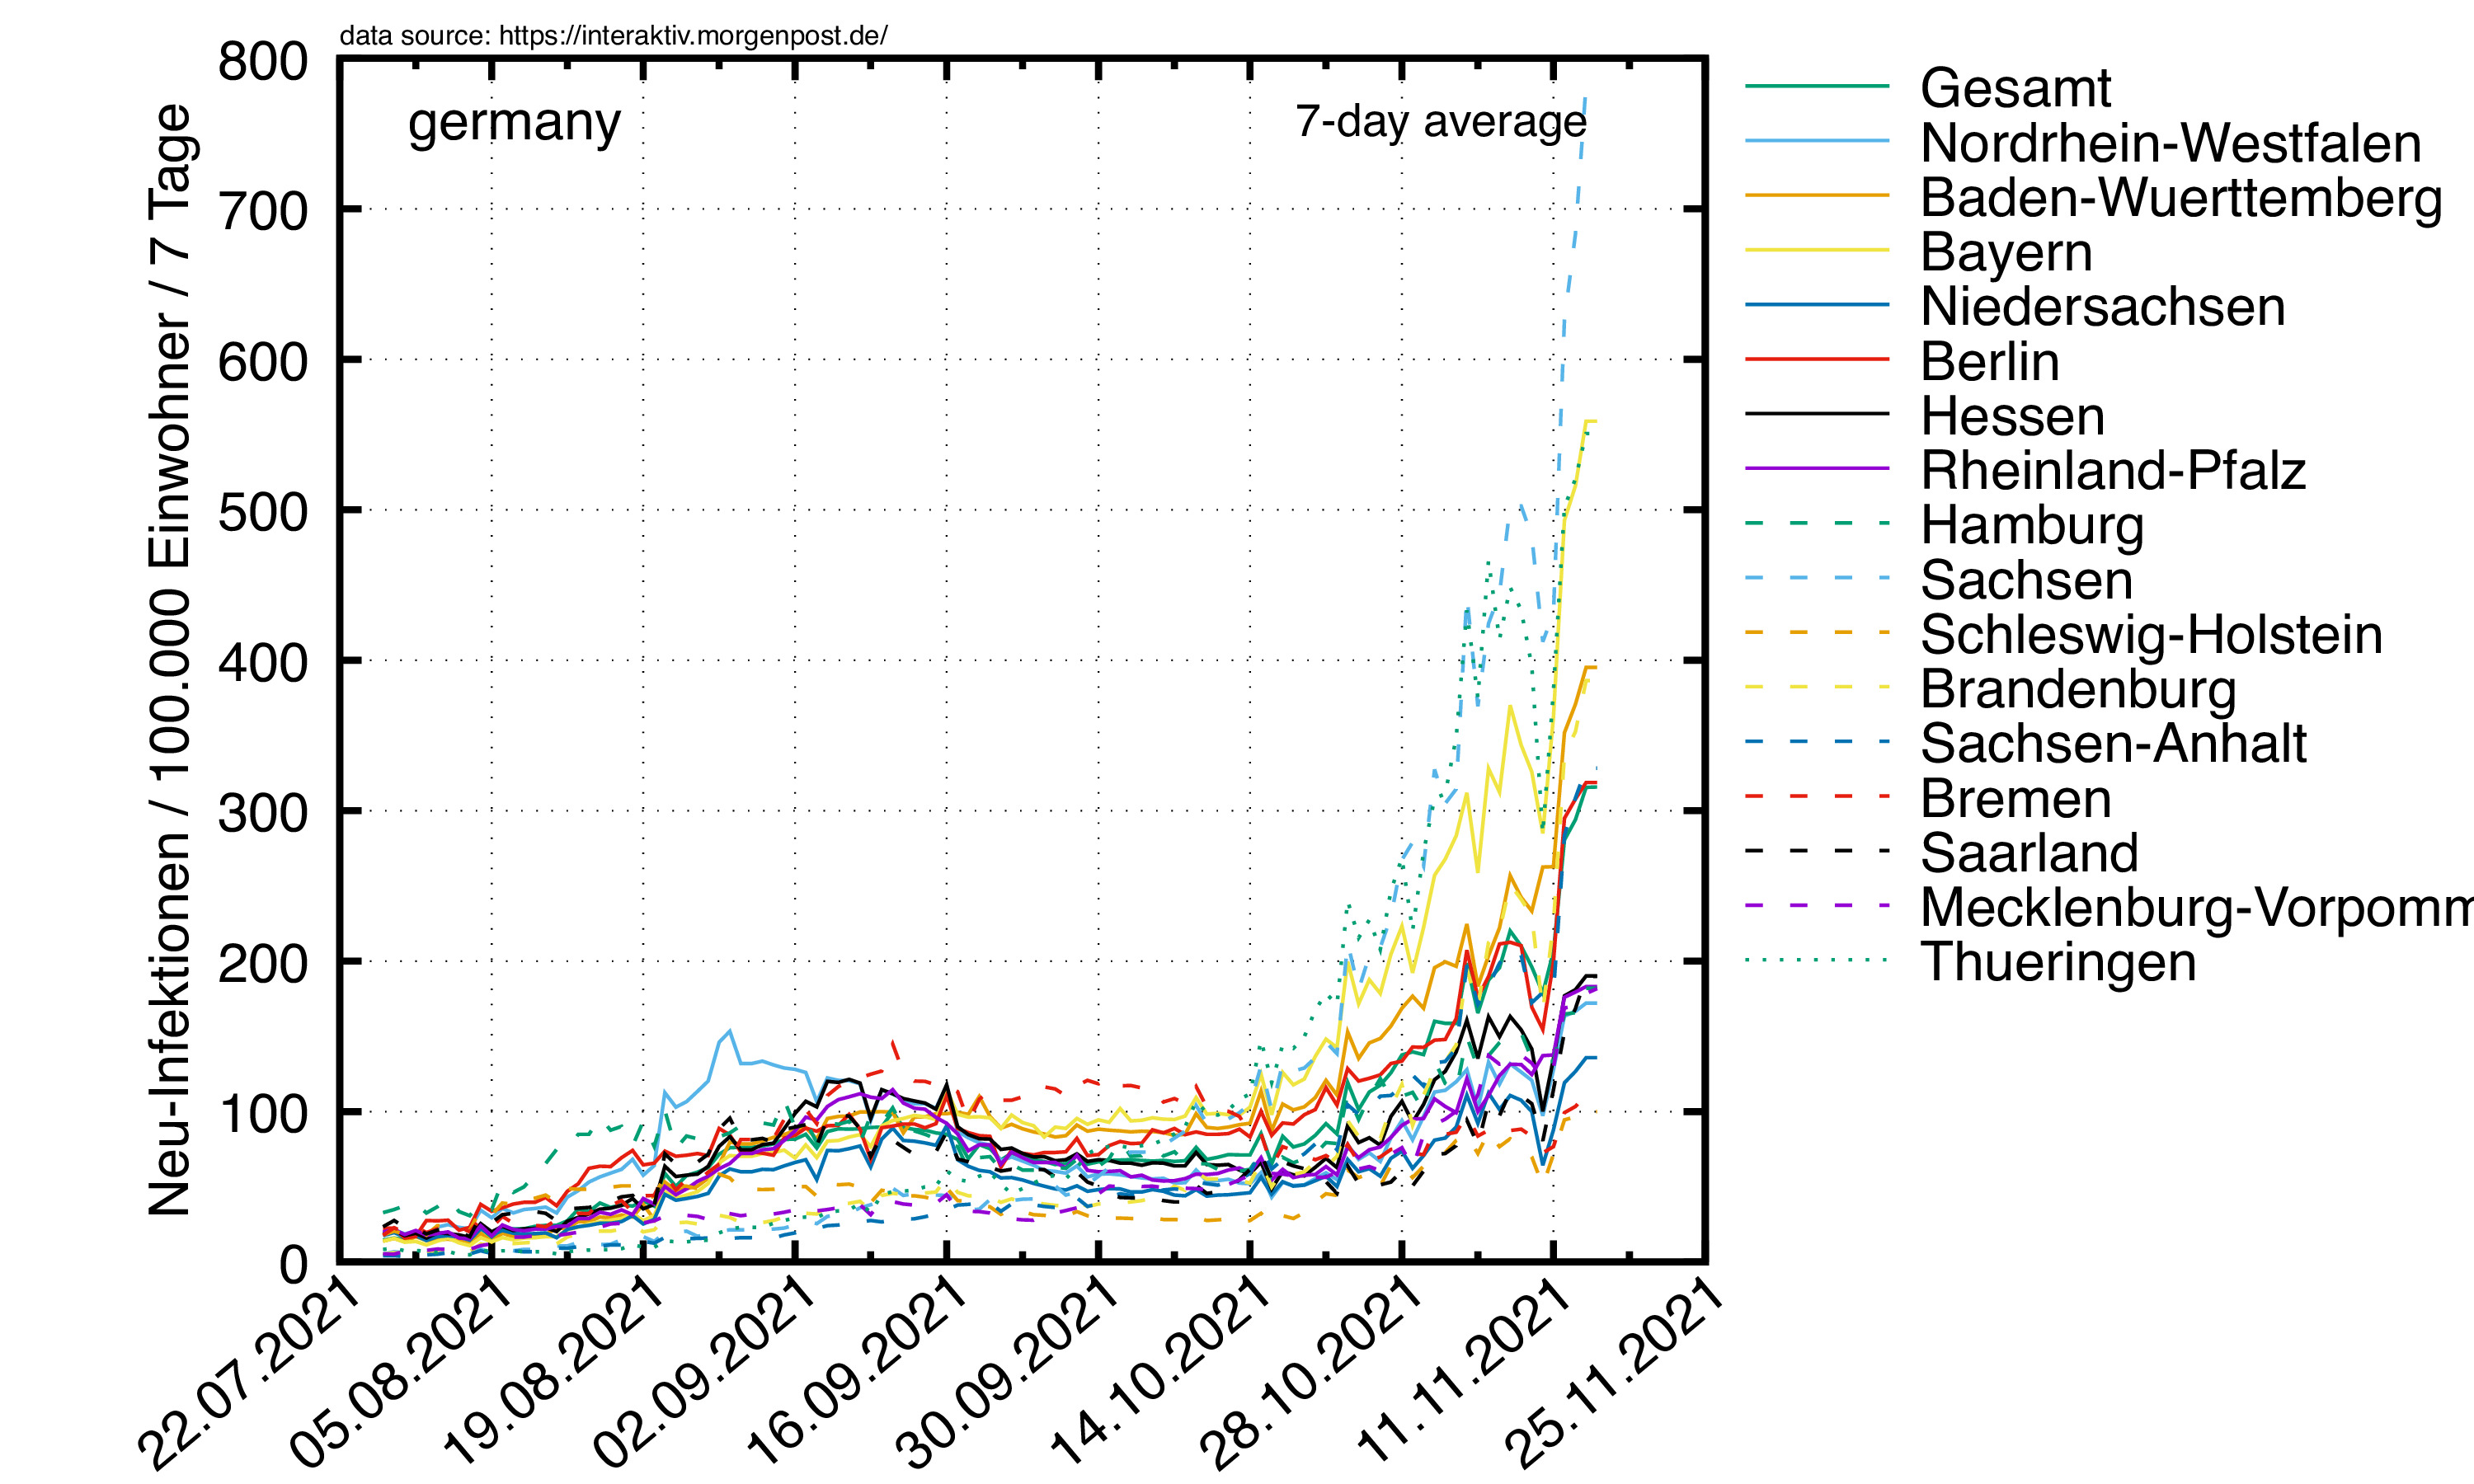 data source: https://interaktiv.morgenpost.de/
germany
7-day average
Neu-Infektionen / 100.000 Einwohner / 7 Tage
800
700
600
500
400
300
200
100
0
22.07.2021
05.08.2021
19.08.2021
02.09.2021
16.09.2021
30.09.2021
14.10.2021
28.10.2021
11.11.2021
25.11.2021
Gesamt
Nordrhein-Westfalen
Baden-Wuerttemberg
Bayern
Niedersachsen
Berlin
Hessen
Rheinland-Pfalz
Hamburg
Sachsen
Schleswig-Holstein
Brandenburg
Sachsen-Anhalt
Bremen
Saarland
Mecklenburg-Vorpomm
Thueringen